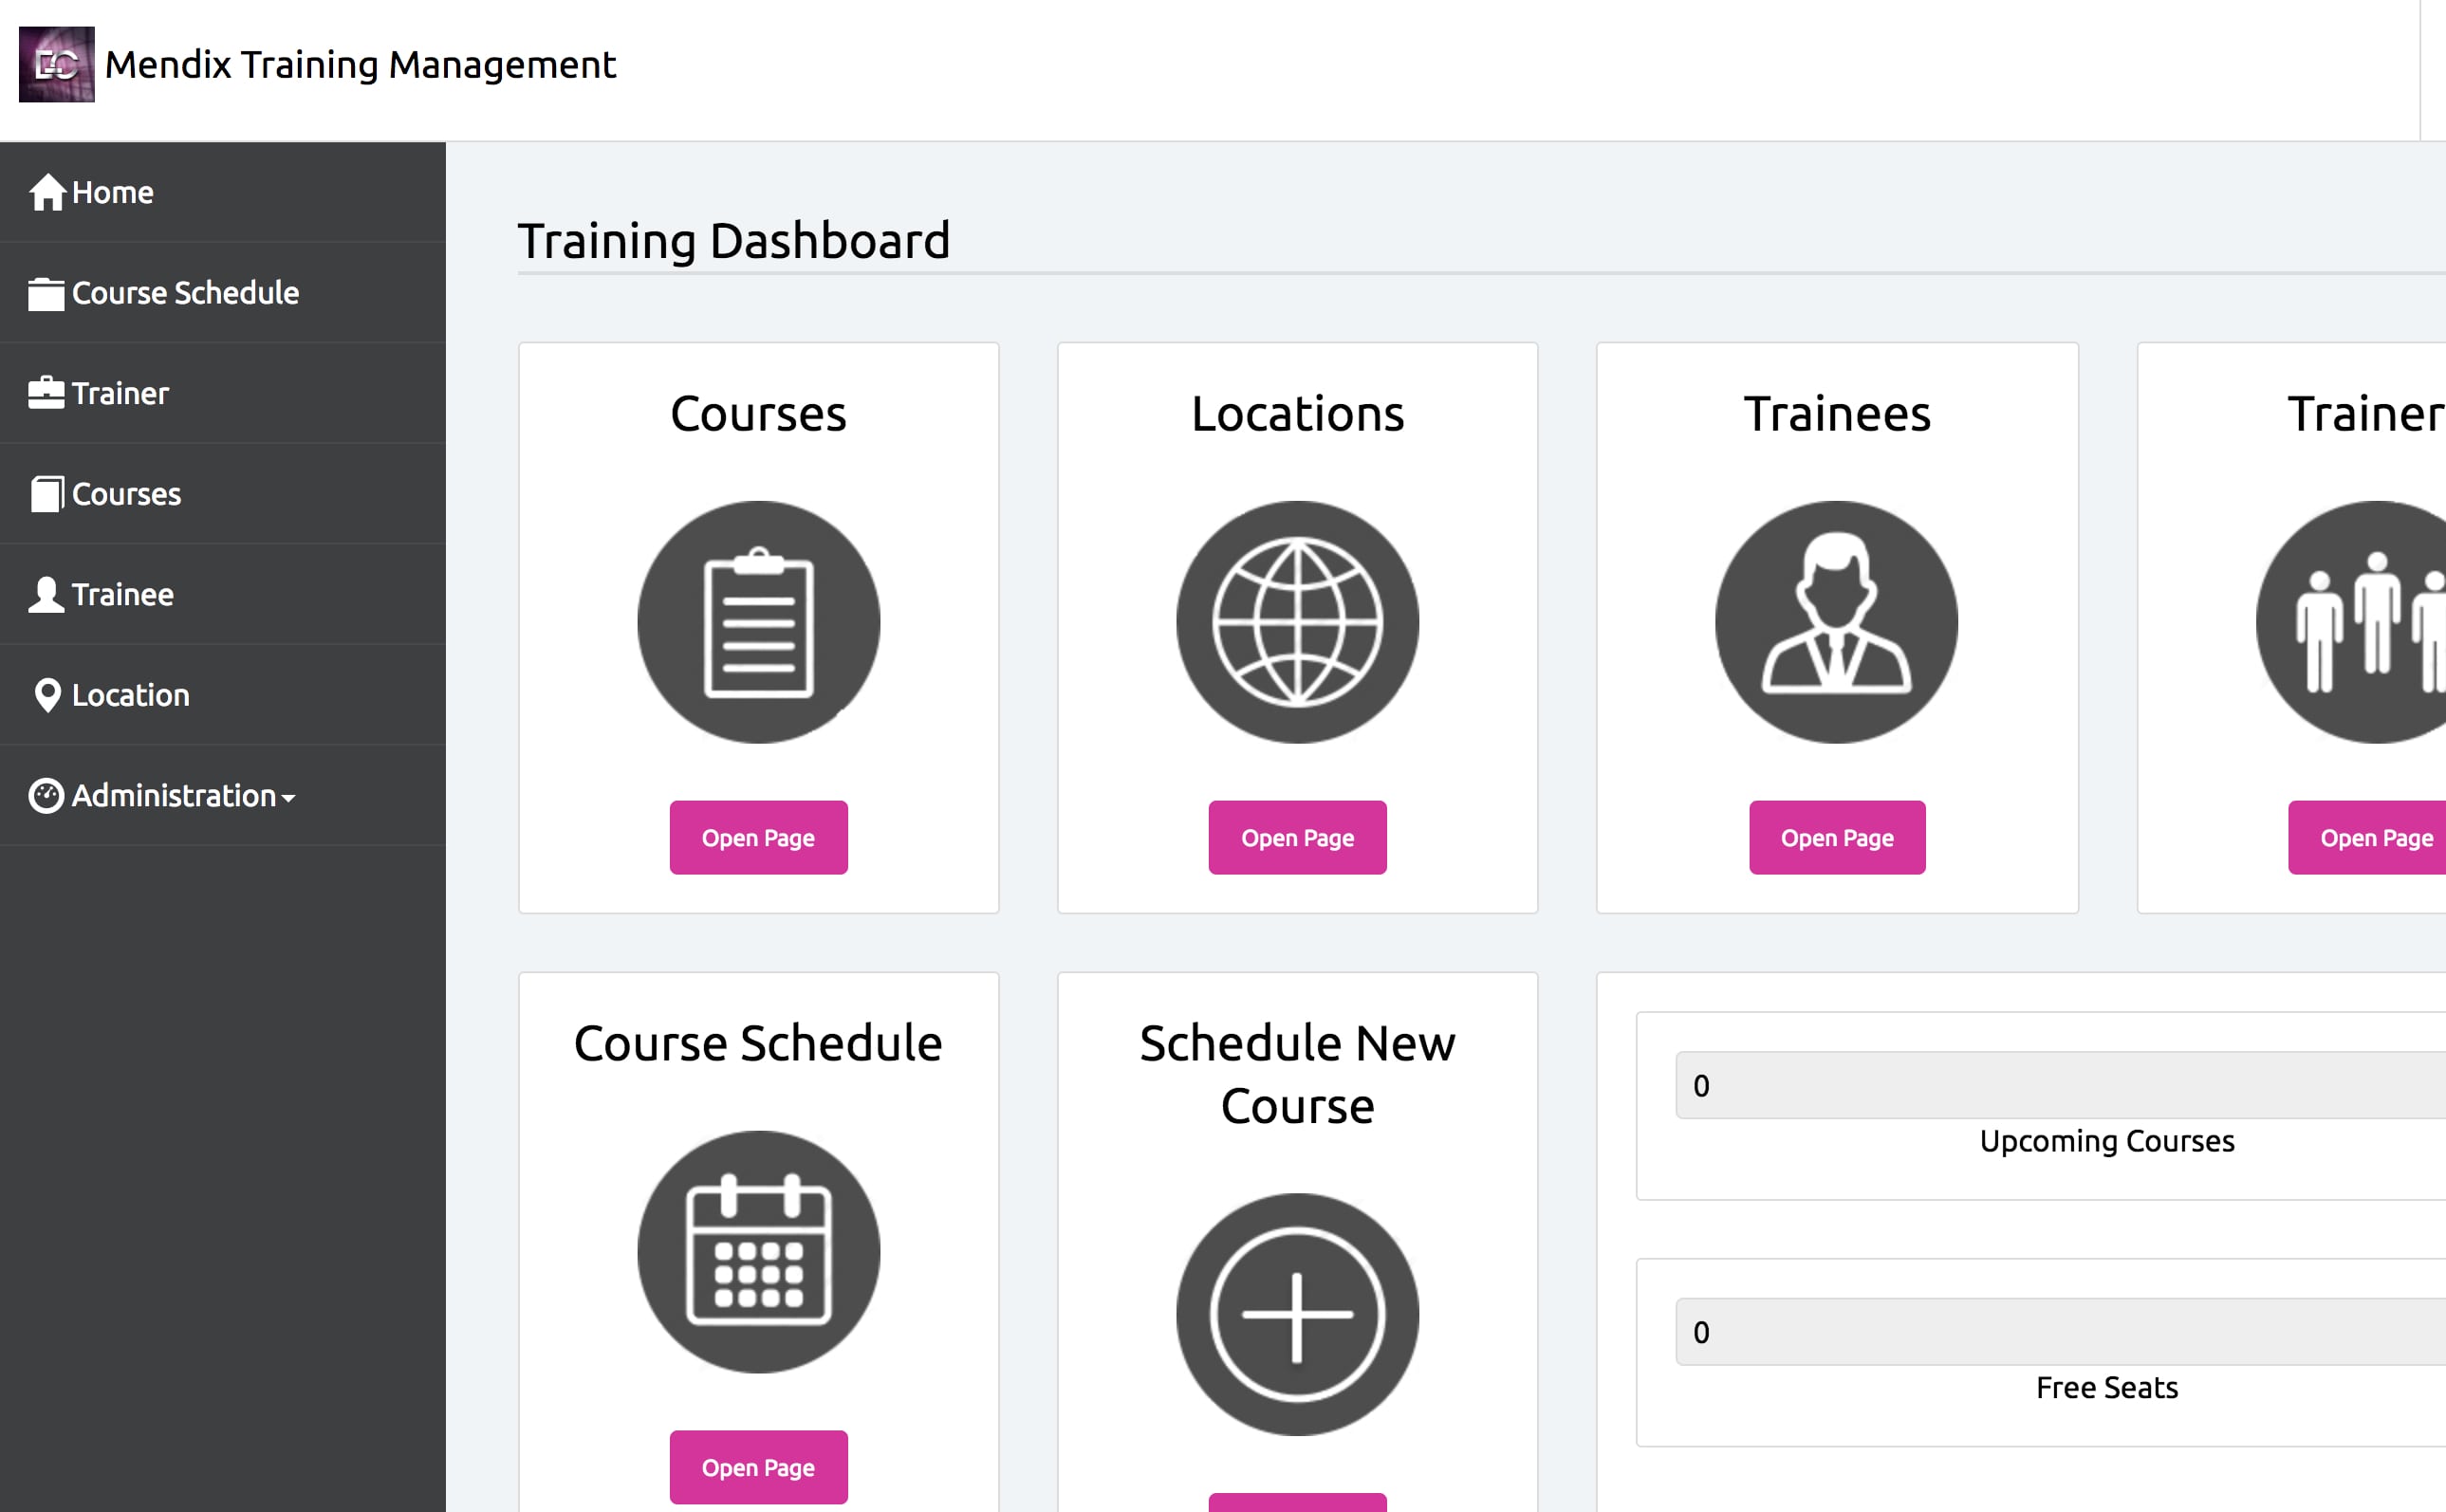 EC Mendix Training Management
Home
Course Schedule
Trainer
Courses
Trainee
Location
Administration
Training Dashboard
Courses
Open Page
Locations
Open Page
Trainees
Open Page
Trainer
Open Page
Course Schedule
Open Page
Schedule New
Course
0
Upcoming Courses
0
Free Seats